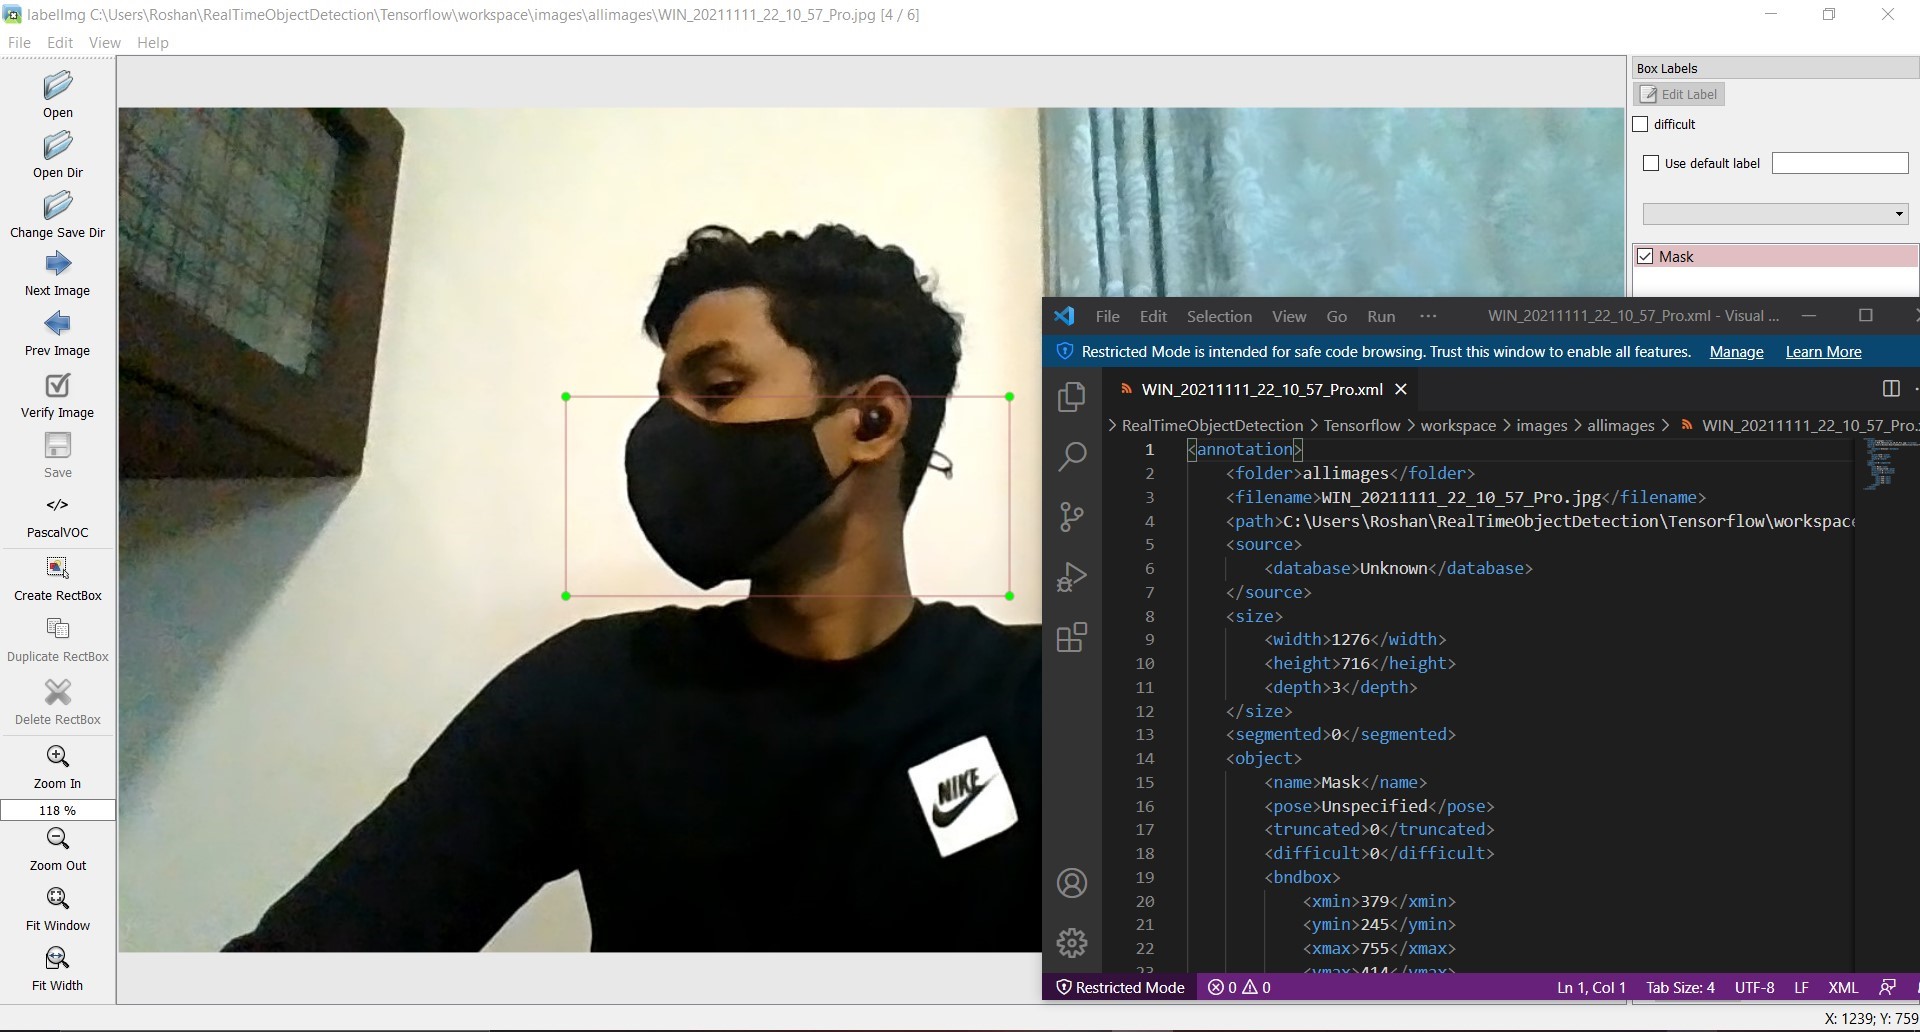 labelImg C:\Users\Roshan\RealTimeObjectDetection\Tensorflow\workspace\images\allimages\WIN_20211111_22_10_57_Pro.jpg [4 / 6]
File Edit View Help
Open
Open Dir
Change Save Dir
Next Image
Prev Image
Verify Image
Save
</>
PascalVOC
Create RectBox
Duplicate RectBox
Delete RectBox
Zoom In
118 %
Zoom Out
Fit Window
Fit Width
NIKE
Box Labels
Edit Label
difficult
Use default label
Mask
File Edit Selection View Go Run ··· WIN_20211111_22_10_57_Pro.xml - Visual ...
Restricted Mode is intended for safe code browsing. Trust this window to enable all features. Manage Learn More
WIN_20211111_22_10_57_Pro.xml
> RealTimeObjectDetection > Tensorflow > workspace > images > allimages > WIN_20211111_22_10_57_Pro.
1 <annotation>
2 <folder>allimages</folder>
3 <filename>WIN_20211111_22_10_57_Pro.jpg</filename>
4 <path>C:\Users\Roshan\RealTimeObjectDetection\Tensorflow\workspace
5 <source>
6 <database>Unknown</database>
7 </source>
8 <size>
9 <width>1276</width>
10 <height>716</height>
11 <depth>3</depth>
12 </size>
13 <segmented>0</segmented>
14 <object>
15 <name>Mask</name>
16 <pose>Unspecified</pose>
17 <truncated>0</truncated>
18 <difficult>0</difficult>
19 <bndbox>
20 <xmin>379</xmin>
21 <ymin>245</ymin>
22 <xmax>755</xmax>
23 <ymax>414</ymax>
Restricted Mode 0 0 Ln 1, Col 1 Tab Size: 4 UTF-8 LF XML
X: 1239; Y: 759